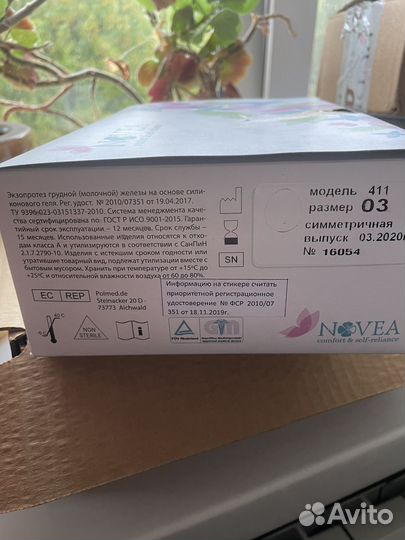 Экзопротез грудной (молочной) железы на основе сили-
конового геля. Рег. удост. № 2010/07351 от 19.04.2017.
ТУ 9396-023-03151337-2010. Система менеджмента качест-
ва сертифицирована по: ГОСТ Р ИСО 9001-2015. Гаран-
тийный срок эксплуатации – 12 месяцев. Срок службы –
15 месяцев. Использованные изделия относятся к отхо-
дам класса А и утилизируются в соответствии с СанПиН
2.1.7 2790-10. Изделия с истекшим сроком годности или
утратившие товарный вид, подлежат утилизации вместе с
бытовым мусором. Хранить при температуре от +15°С до
+25°С и относительной влажности воздуха от 60 до 80%.
EC REP
Polmed.de
Steinacker 20 D -
73773 Aichwald
NON
STERILE
Информацию на стикере считать
приоритетной регистрационное
удостоверение № ФСР 2010/07
351 от 18.11.2019г.
SN
модель 411
размер 03
симметричная
выпуск 03.2020
№ 16054
NOVEA
comfort & self-reliance
Avito